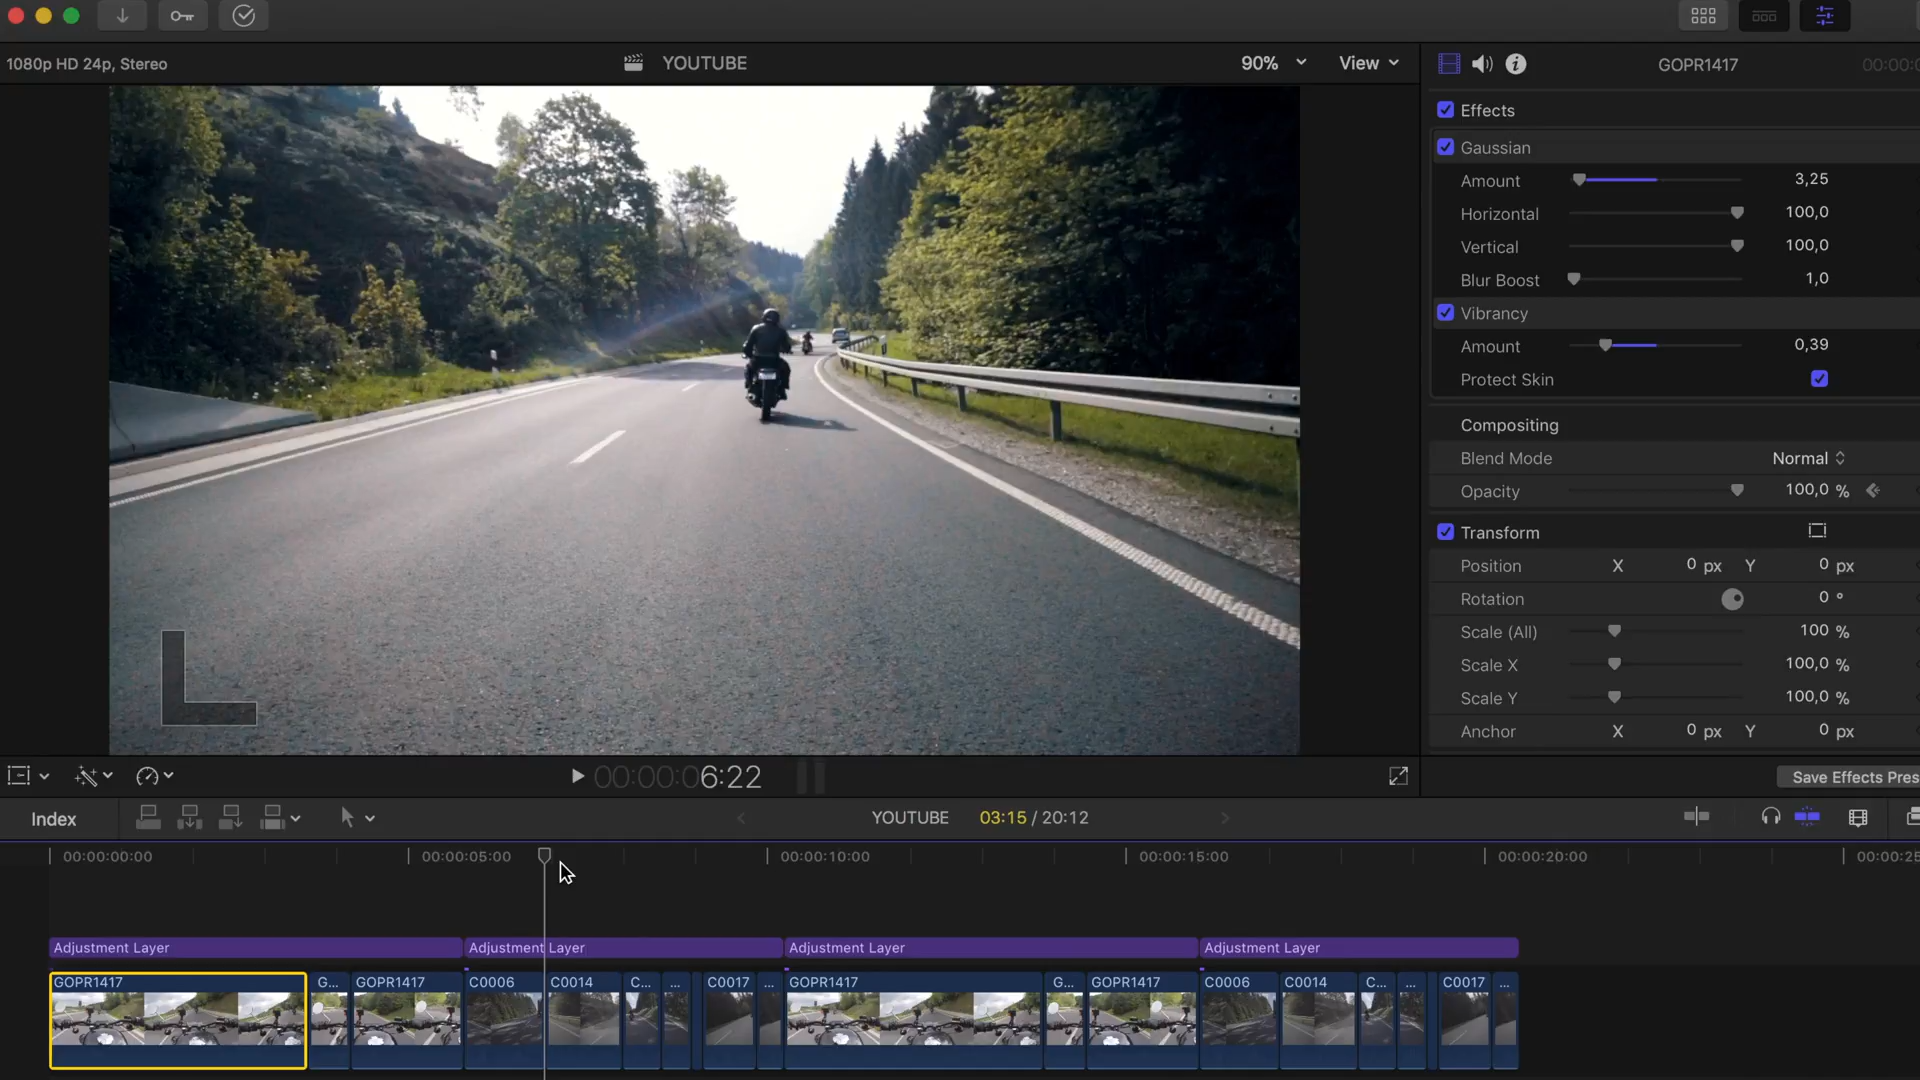 1080p HD 24p, Stereo
YOUTUBE
90%
View
GOPR1417
00:00:0
Effects
Gaussian
Amount 3,25
Horizontal 100,0
Vertical 100,0
Blur Boost 1,0
Vibrancy
Amount 0,39
Protect Skin
Compositing
Blend Mode Normal
Opacity 100,0 %
Transform
Position X 0 px Y 0 px
Rotation 0 °
Scale (All) 100 %
Scale X 100,0 %
Scale Y 100,0 %
Anchor X 0 px Y 0 px
00:00:06:22
Save Effects Pres
Index
YOUTUBE 03:15 / 20:12
00:00:00:00 00:00:05:00 00:00:10:00 00:00:15:00 00:00:20:00 00:00:25
Adjustment Layer Adjustment Layer Adjustment Layer Adjustment Layer
GOPR1417 G... GOPR1417 C0006 C0014 C... ... C0017 ... GOPR1417 G... GOPR1417 C0006 C0014 C... ... C0017 ...